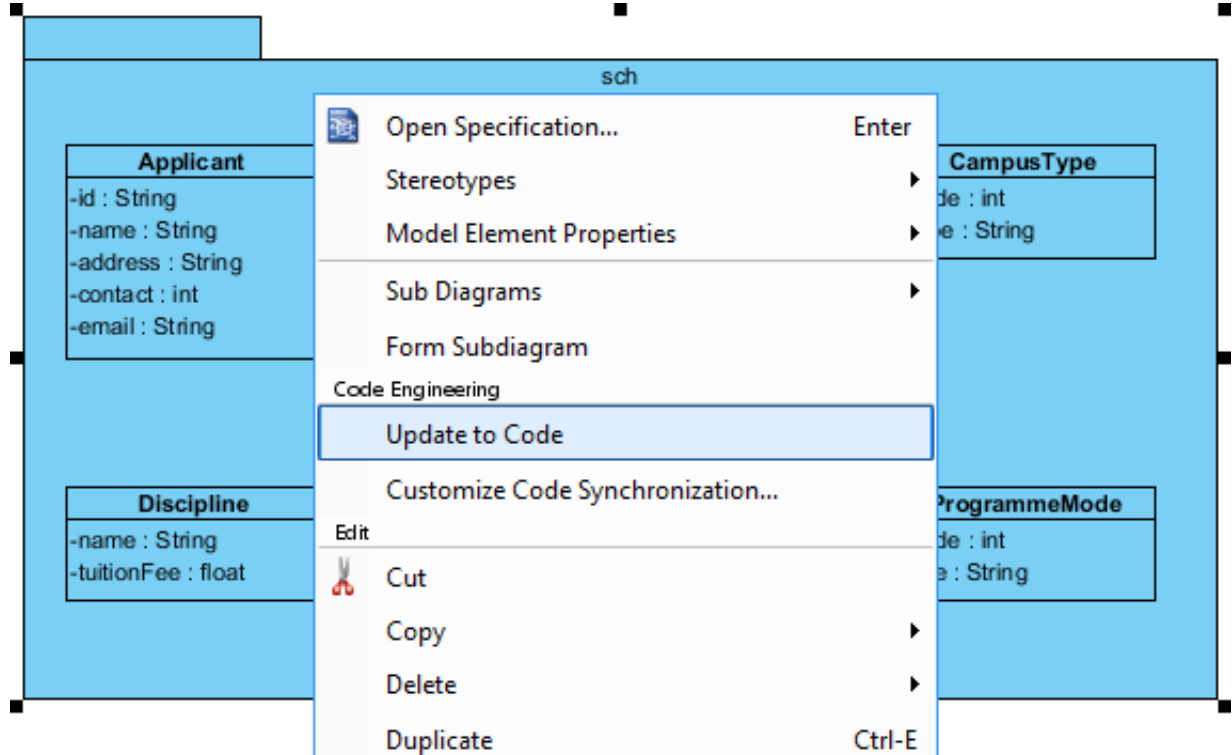 sch
Applicant
-id : String
-name : String
-address : String
-contact : int
-email : String
Open Specification... Enter
Stereotypes
Model Element Properties
Sub Diagrams
Form Subdiagram
Code Engineering
Update to Code
Customize Code Synchronization...
Edit
Cut
Copy
Delete
Duplicate Ctrl-E
CampusType
de : int
e : String
Discipline
-name : String
-tuitionFee : float
ProgrammeMode
de : int
e : String